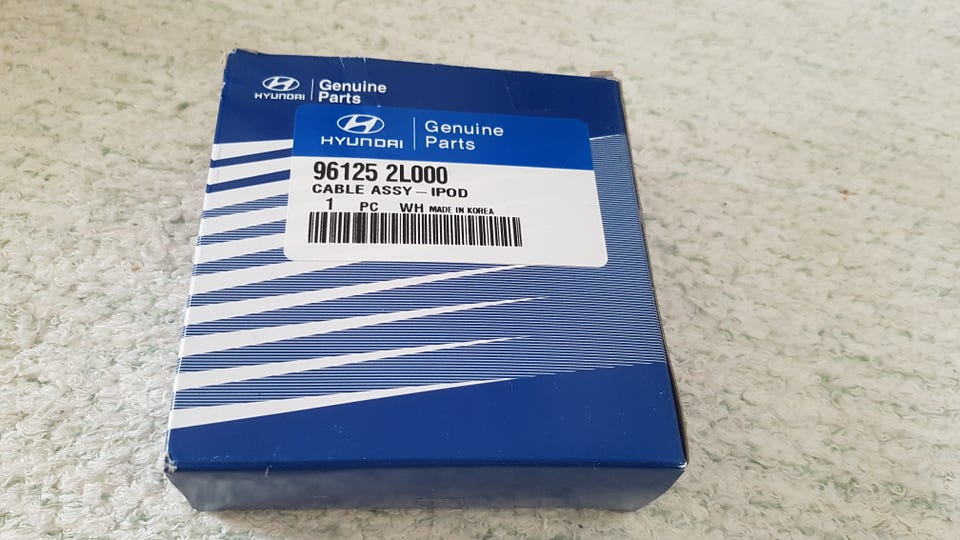 HYUNDAI
Genuine
Parts
HYUNDAI
Genuine
Parts
96125 2L000
CABLE ASSY - IPOD
1 PC WH MADE IN KOREA